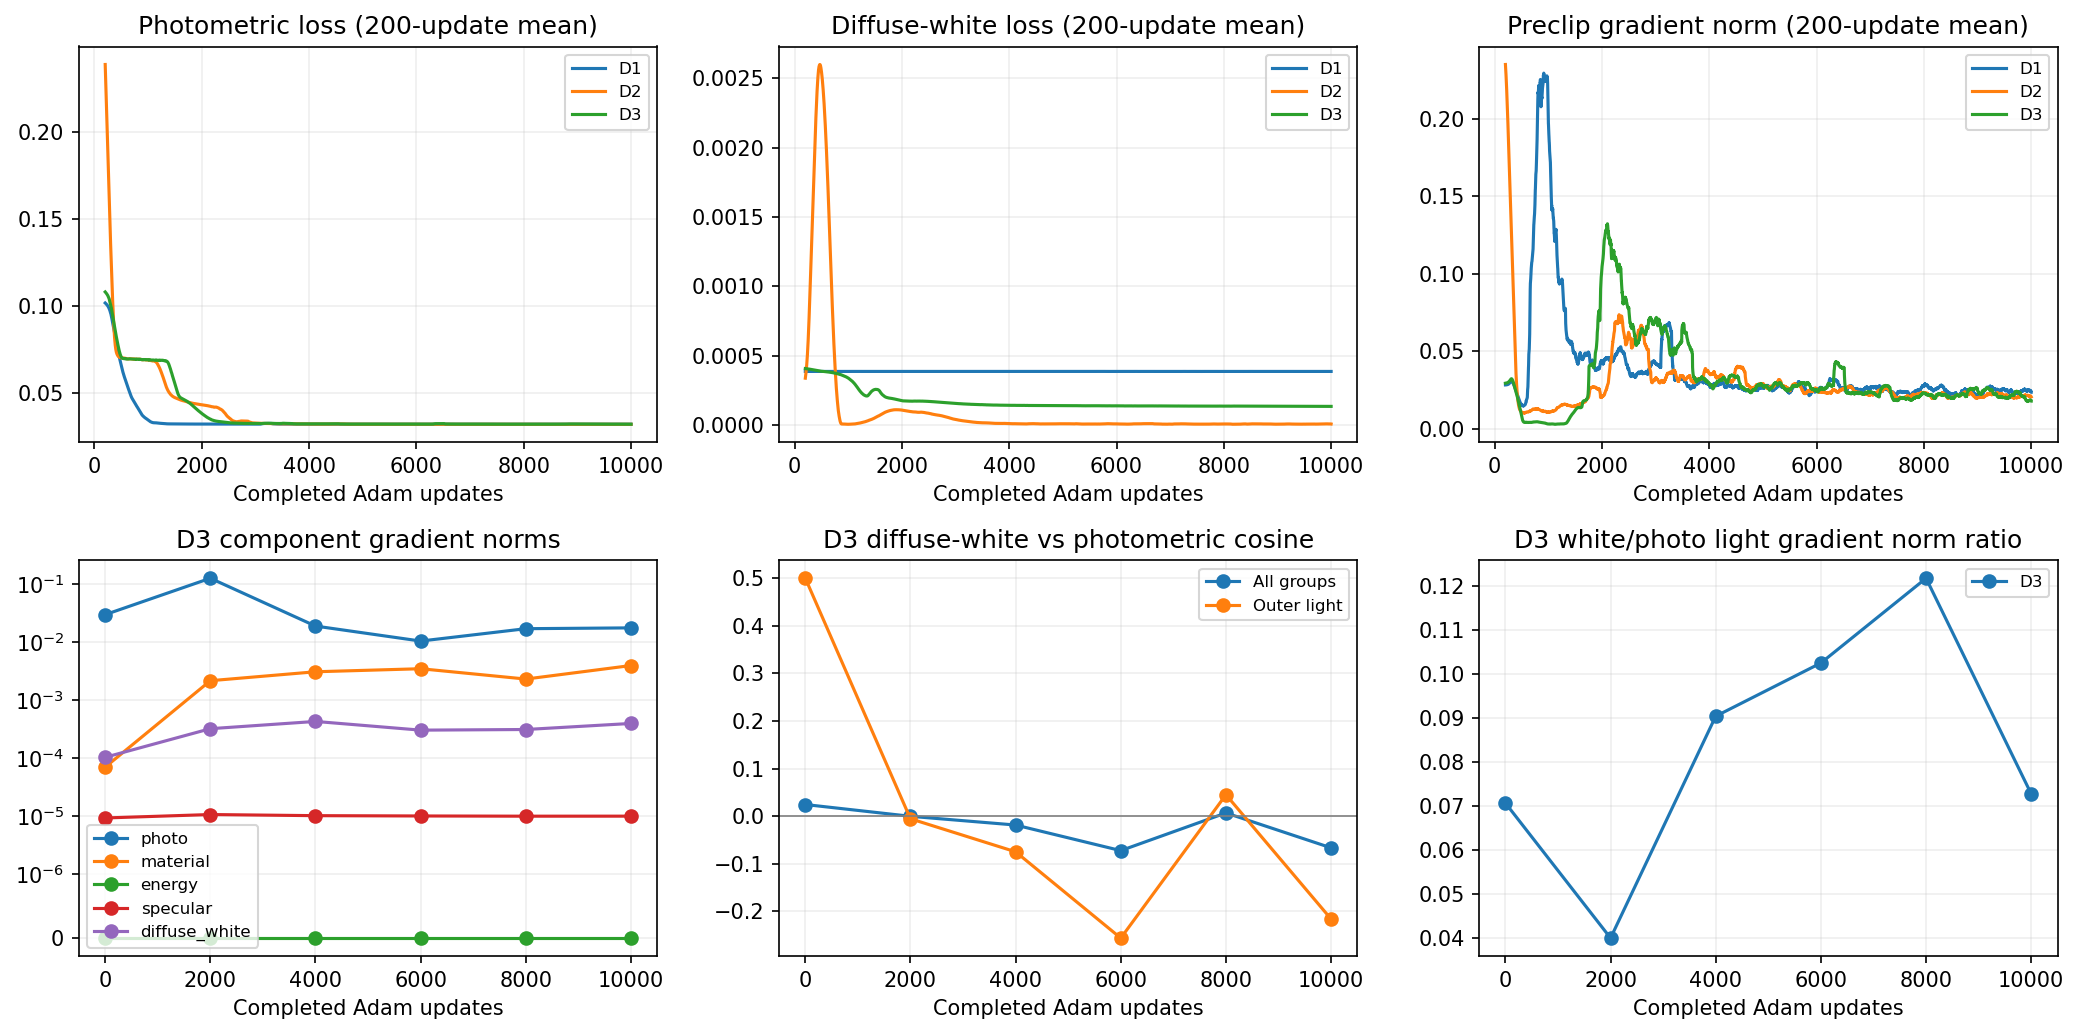 Photometric loss (200-update mean)
0.20
0.15
0.10
0.05
0
2000
4000
6000
8000
10000
Completed Adam updates
D1
D2
D3
Diffuse-white loss (200-update mean)
0.0025
0.0020
0.0015
0.0010
0.0005
0.0000
0
2000
4000
6000
8000
10000
Completed Adam updates
D1
D2
D3
Preclip gradient norm (200-update mean)
0.20
0.15
0.10
0.05
0.00
0
2000
4000
6000
8000
10000
Completed Adam updates
D1
D2
D3
D3 component gradient norms
10⁻¹
10⁻²
10⁻³
10⁻⁴
10⁻⁵
10⁻⁶
0
photo
material
energy
specular
diffuse_white
0
2000
4000
6000
8000
10000
Completed Adam updates
D3 diffuse-white vs photometric cosine
0.5
0.4
0.3
0.2
0.1
0.0
−0.1
−0.2
All groups
Outer light
0
2000
4000
6000
8000
10000
Completed Adam updates
D3 white/photo light gradient norm ratio
0.12
0.11
0.10
0.09
0.08
0.07
0.06
0.05
0.04
D3
0
2000
4000
6000
8000
10000
Completed Adam updates